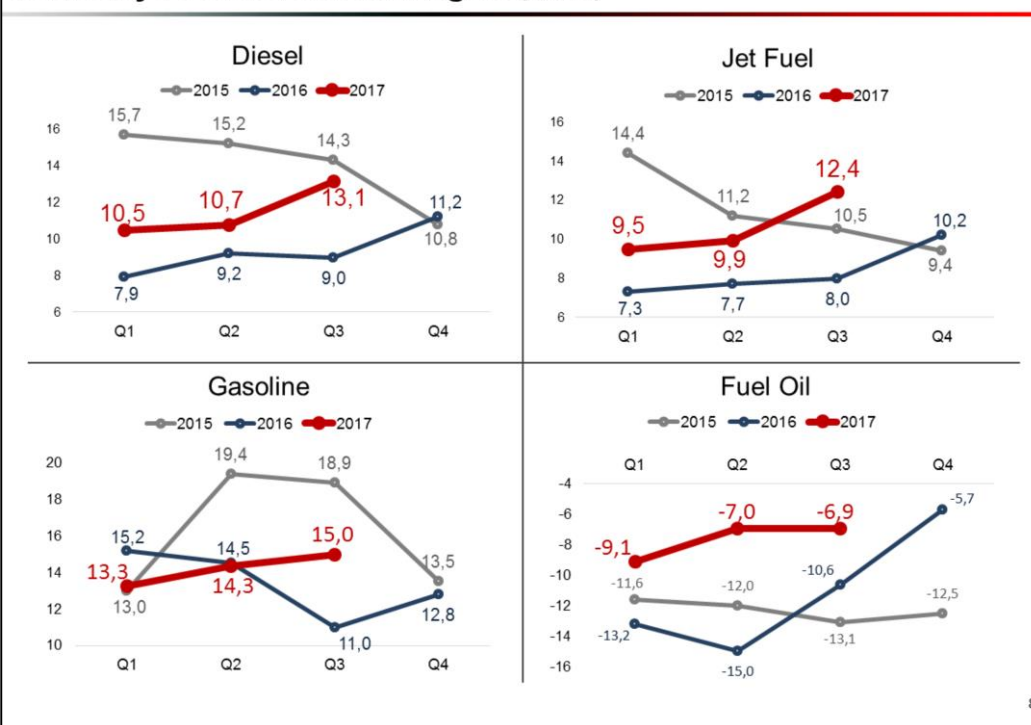 Diesel
2015 2016 2017
15,7 15,2 14,3 10,8
10,5 10,7 13,1
7,9 9,2 9,0 11,2
16
14
12
10
8
6
Q1 Q2 Q3 Q4
Jet Fuel
2015 2016 2017
14,4 11,2 10,5 9,4
9,5 9,9 12,4
7,3 7,7 8,0 10,2
16
14
12
10
8
6
Q1 Q2 Q3 Q4
Gasoline
2015 2016 2017
13,0 19,4 18,9 13,5
15,2 14,5 11,0 12,8
13,3 14,3 15,0
20
18
16
14
12
10
Q1 Q2 Q3 Q4
Fuel Oil
2015 2016 2017
Q1 Q2 Q3 Q4
-4
-6
-8
-10
-12
-14
-16
-9,1 -7,0 -6,9
-11,6 -12,0 -13,1 -12,5
-13,2 -15,0 -10,6 -5,7